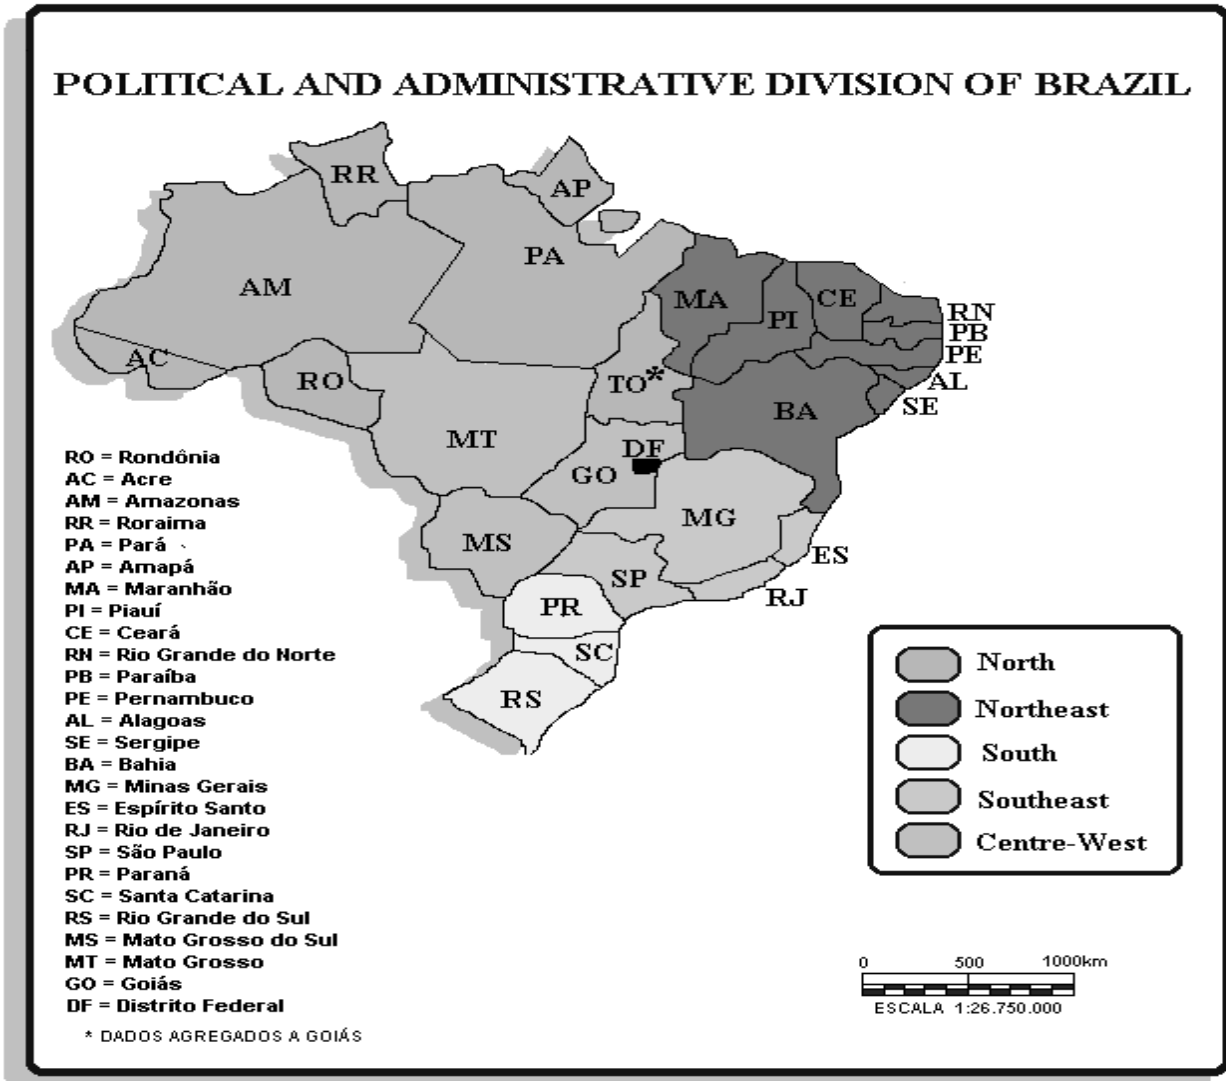 POLITICAL AND ADMINISTRATIVE DIVISION OF BRAZIL
RR
AP
PA
AM
MA
CE
RN
PI
PB
PE
AC
RO
TO*
AL
SE
BA
MT
DF
GO
MG
MS
ES
SP
RJ
PR
SC
RS
RO = Rondônia
AC = Acre
AM = Amazonas
RR = Roraima
PA = Pará
AP = Amapá
MA = Maranhão
PI = Piauí
CE = Ceará
RN = Rio Grande do Norte
PB = Paraíba
PE = Pernambuco
AL = Alagoas
SE = Sergipe
BA = Bahia
MG = Minas Gerais
ES = Espírito Santo
RJ = Rio de Janeiro
SP = São Paulo
PR = Paraná
SC = Santa Catarina
RS = Rio Grande do Sul
MS = Mato Grosso do Sul
MT = Mato Grosso
GO = Goiás
DF = Distrito Federal
* DADOS AGREGADOS A GOIÁS
North
Northeast
South
Southeast
Centre-West
0 500 1000km
ESCALA 1:26.750.000